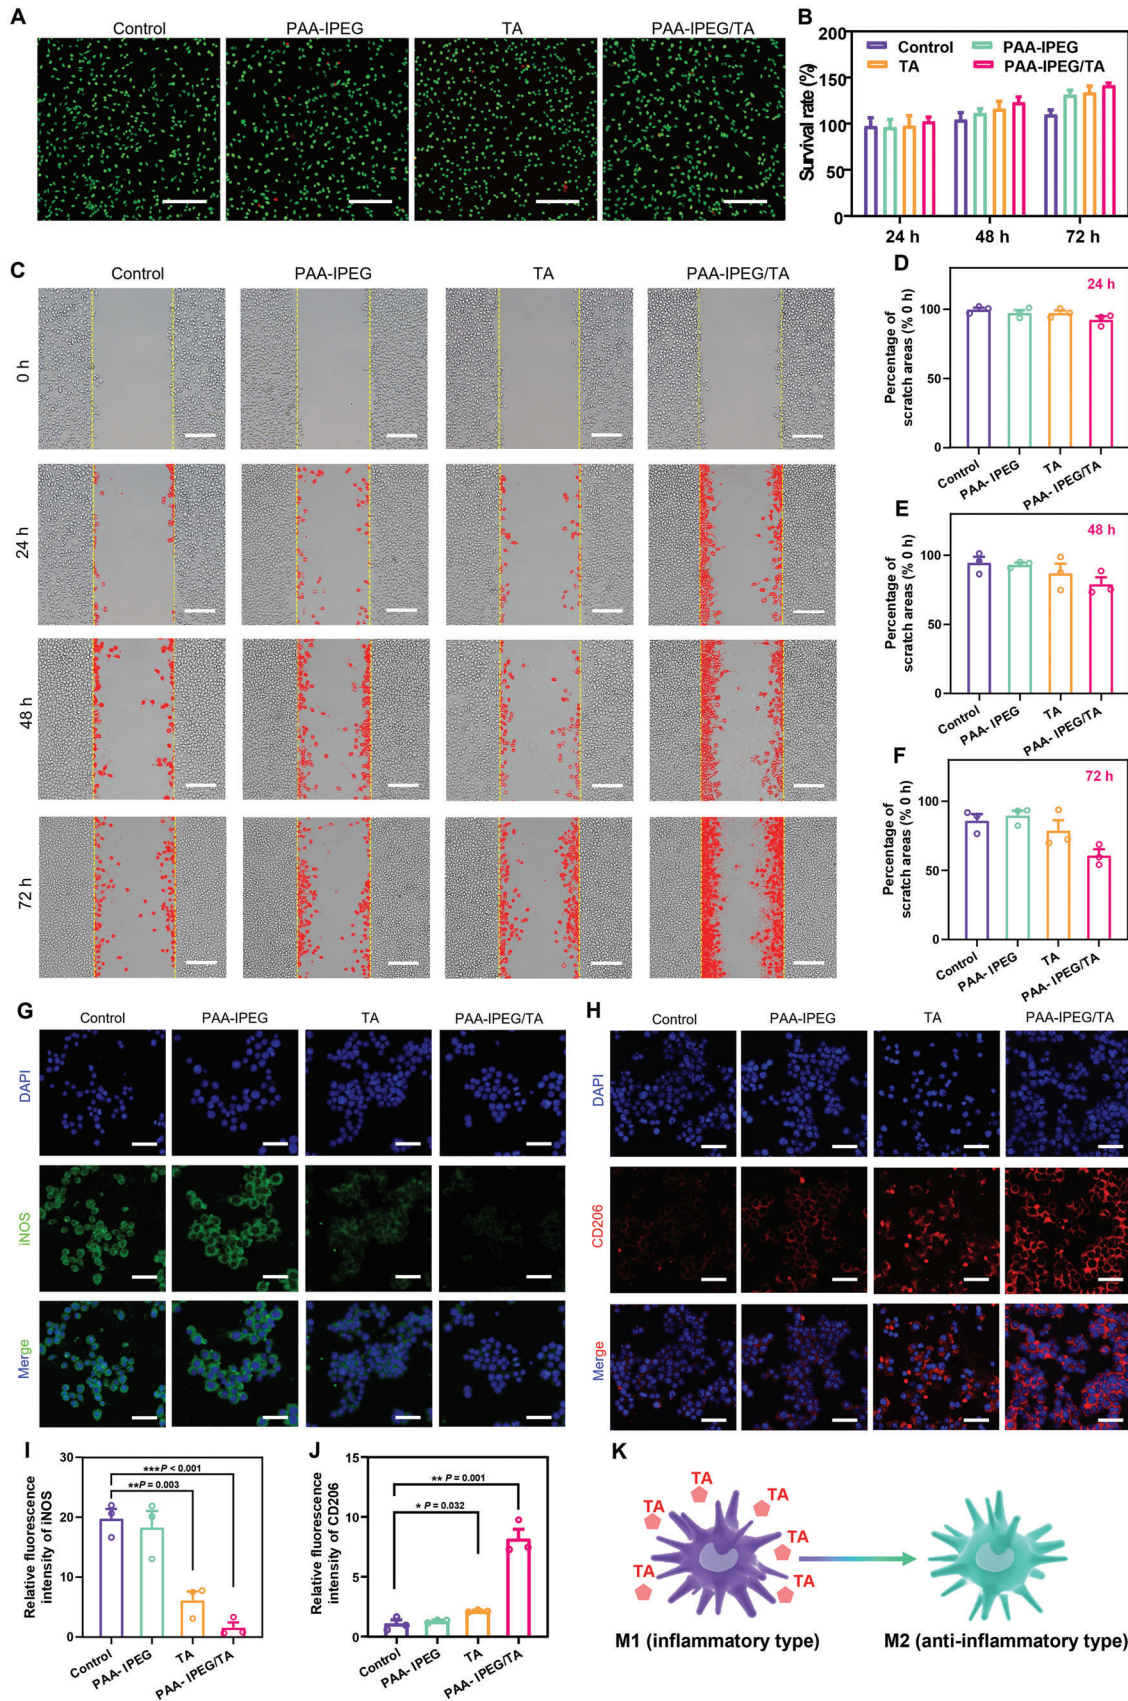 A
Control
PAA-IPEG
TA
PAA-IPEG/TA
B
Survival rate (%)
200
150
100
50
0
Control
PAA-IPEG
TA
PAA-IPEG/TA
24 h
48 h
72 h
C
Control
PAA-IPEG
TA
PAA-IPEG/TA
0 h
24 h
48 h
72 h
D
24 h
Percentage of
scratch areas (% 0 h)
100
50
0
Control
PAA- IPEG
TA
PAA- IPEG/TA
E
48 h
Percentage of
scratch areas (% 0 h)
100
50
0
Control
PAA- IPEG
TA
PAA- IPEG/TA
F
72 h
Percentage of
scratch areas (% 0 h)
100
50
0
Control
PAA- IPEG
TA
PAA- IPEG/TA
G
Control
PAA-IPEG
TA
PAA-IPEG/TA
DAPI
iNOS
Merge
H
Control
PAA-IPEG
TA
PAA-IPEG/TA
DAPI
CD206
Merge
I
Relative fluorescence
intensity of iNOS
30
20
10
0
***P < 0.001
**P = 0.003
Control
PAA- IPEG
TA
PAA- IPEG/TA
J
Relative fluorescence
intensity of CD206
15
10
5
0
** P = 0.001
* P = 0.032
Control
PAA- IPEG
TA
PAA- IPEG/TA
K
TA
TA
TA
TA
TA
TA
M1 (inflammatory type)
M2 (anti-inflammatory type)